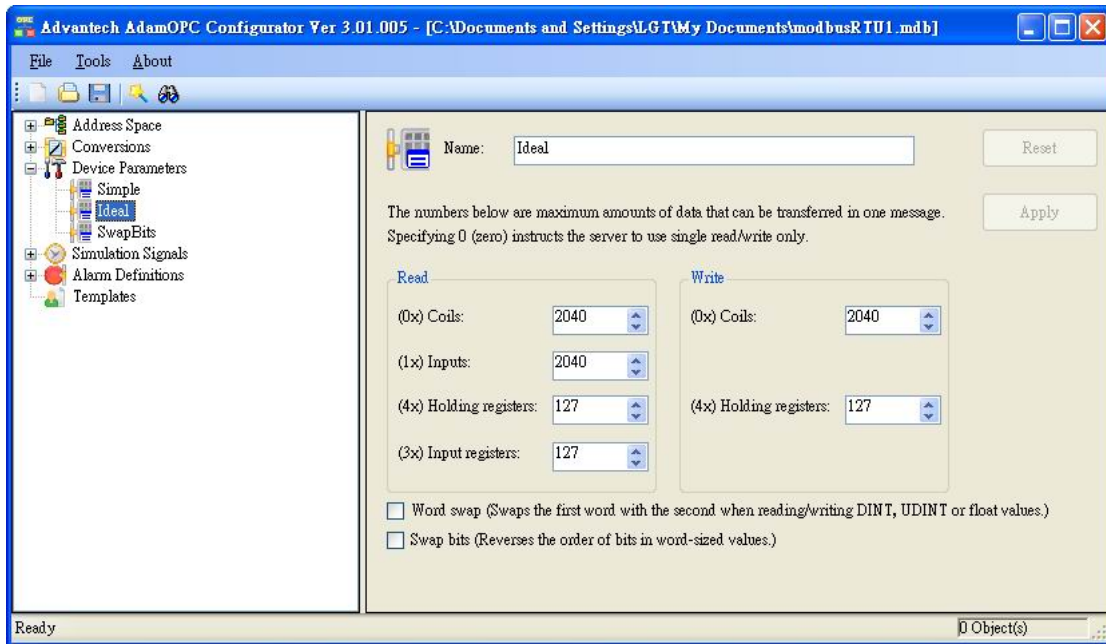 Advantech AdamOPC Configurator Ver 3.01.005 - [C:\Documents and Settings\LGT\My Documents\modbusRTU1.mdb]
File Tools About
Address Space
Conversions
Device Parameters
Simple
Ideal
SwapBits
Simulation Signals
Alarm Definitions
Templates
Name: Ideal
Reset
The numbers below are maximum amounts of data that can be transferred in one message.
Specifying 0 (zero) instructs the server to use single read/write only.
Apply
Read
(0x) Coils: 2040
(1x) Inputs: 2040
(4x) Holding registers: 127
(3x) Input registers: 127
Write
(0x) Coils: 2040
(4x) Holding registers: 127
Word swap (Swaps the first word with the second when reading/writing DINT, UDINT or float values.)
Swap bits (Reverses the order of bits in word-sized values.)
Ready
0 Object(s)